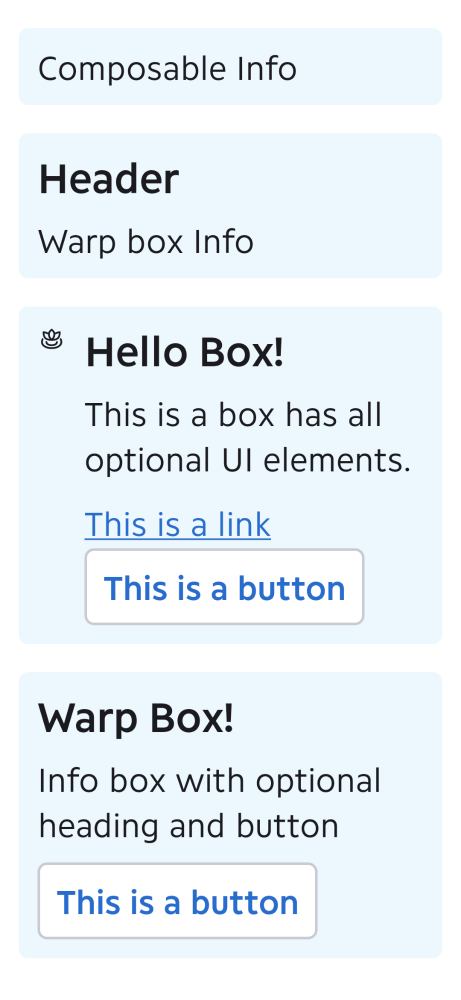 Composable Info
Header
Warp box Info
Hello Box!
This is a box has all
optional UI elements.
This is a link
This is a button
Warp Box!
Info box with optional
heading and button
This is a button